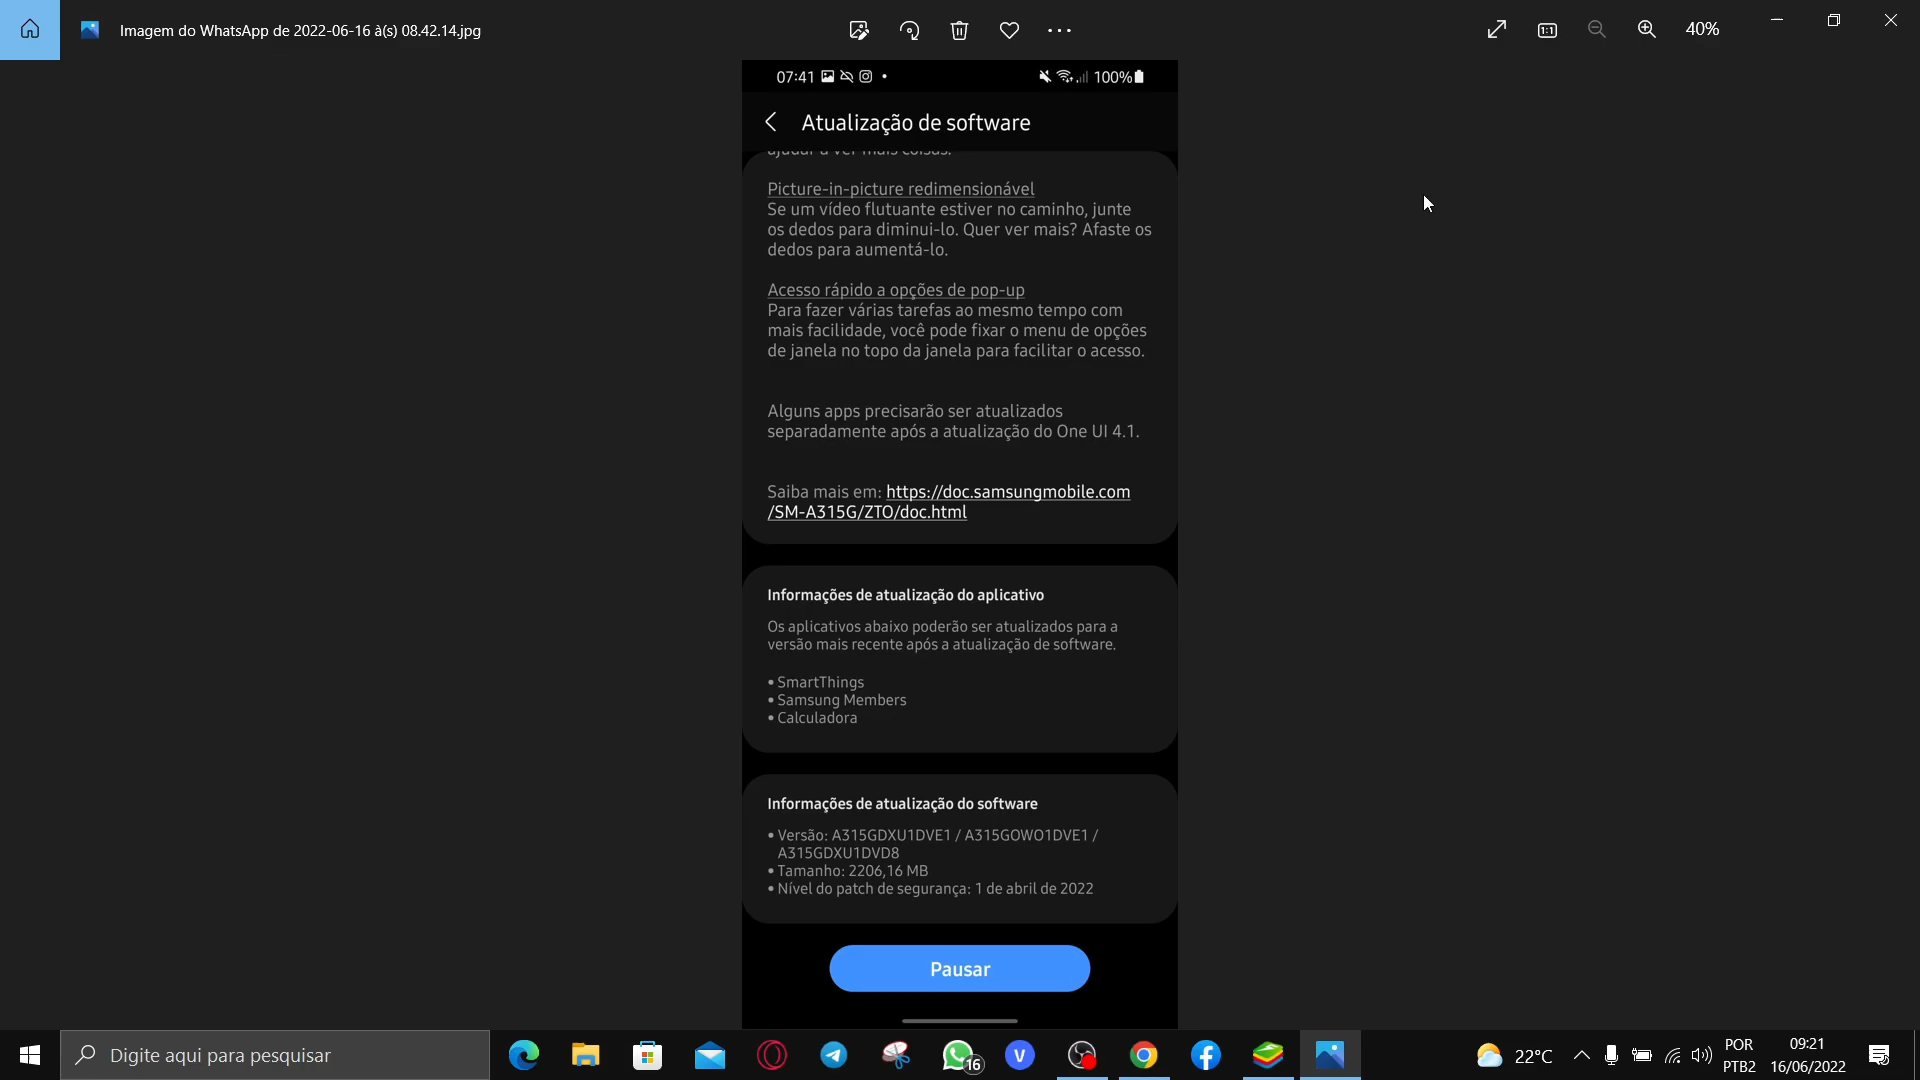 Imagem do WhatsApp de 2022-06-16 à(s) 08.42.14.jpg
40%
07:41
100%
Atualização de software
ajudar a ver mais coisas.
Picture-in-picture redimensionável
Se um vídeo flutuante estiver no caminho, junte
os dedos para diminui-lo. Quer ver mais? Afaste os
dedos para aumentá-lo.
Acesso rápido a opções de pop-up
Para fazer várias tarefas ao mesmo tempo com
mais facilidade, você pode fixar o menu de opções
de janela no topo da janela para facilitar o acesso.
Alguns apps precisarão ser atualizados
separadamente após a atualização do One UI 4.1.
Saiba mais em: https://doc.samsungmobile.com
/SM-A315G/ZTO/doc.html
Informações de atualização do aplicativo
Os aplicativos abaixo poderão ser atualizados para a
versão mais recente após a atualização de software.
• SmartThings
• Samsung Members
• Calculadora
Informações de atualização do software
• Versão: A315GDXU1DVE1 / A315GOWO1DVE1 /
A315GDXU1DVD8
• Tamanho: 2206,16 MB
• Nível do patch de segurança: 1 de abril de 2022
Pausar
Digite aqui para pesquisar
16
V
22°C
POR
PTB2
09:21
16/06/2022